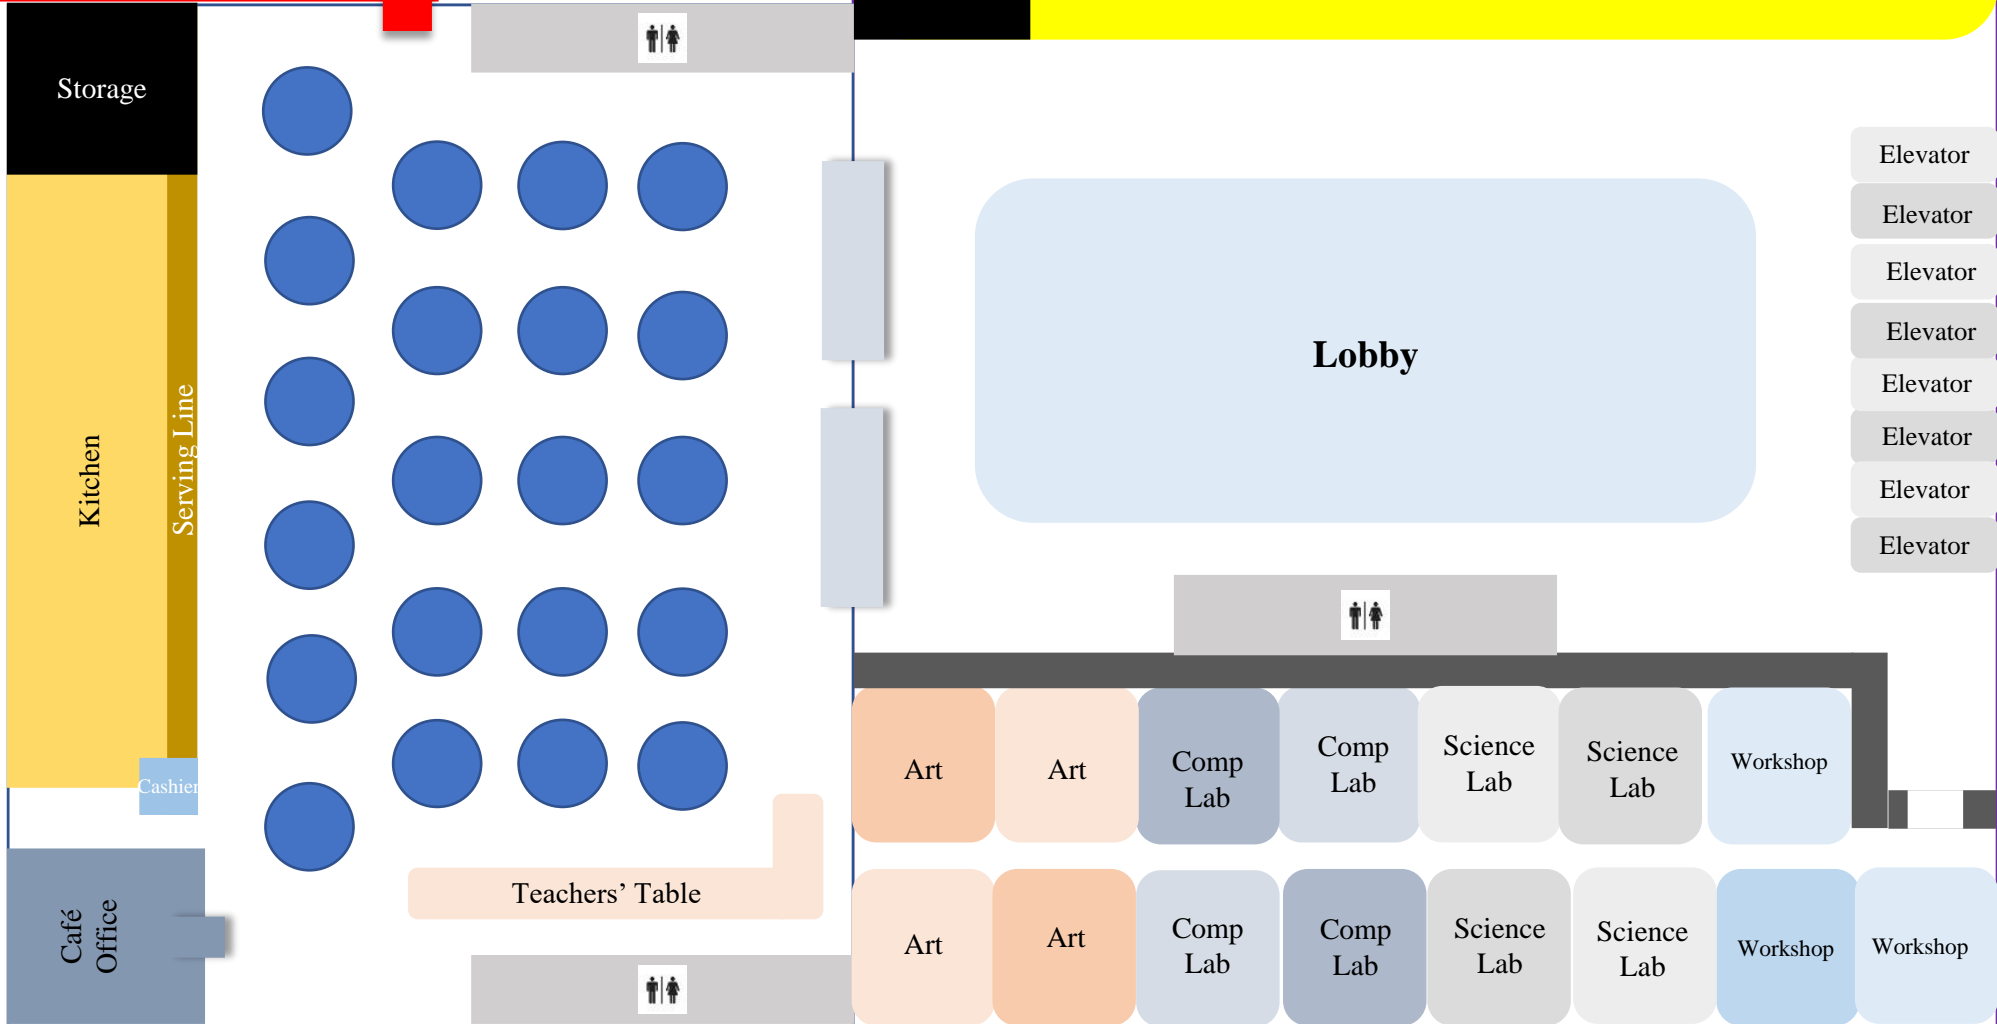 Storage
Kitchen
Serving Line
Cashier
Café
Office
Teachers’ Table
Lobby
Elevator
Elevator
Elevator
Elevator
Elevator
Elevator
Elevator
Elevator
Art
Art
Comp
Lab
Comp
Lab
Science
Lab
Science
Lab
Workshop
Art
Art
Comp
Lab
Comp
Lab
Science
Lab
Science
Lab
Workshop
Workshop